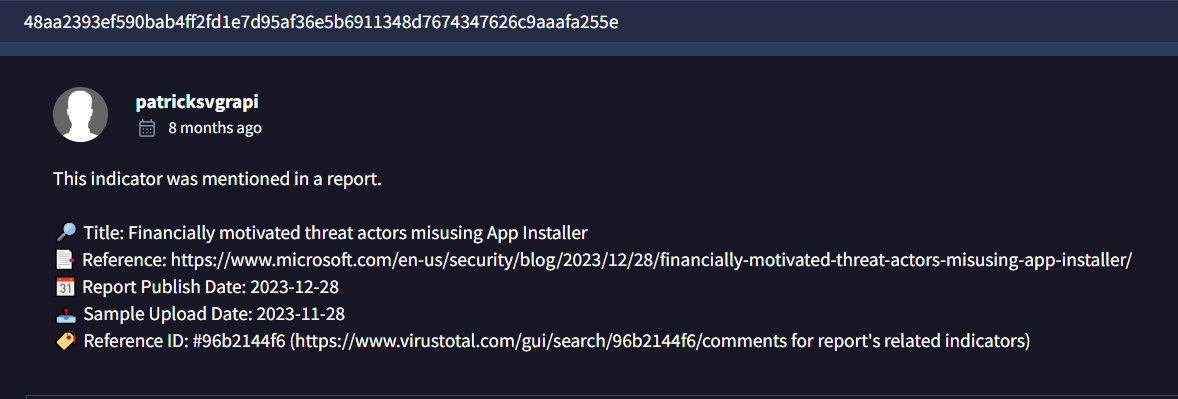 48aa2393ef590bab4ff2fd1e7d95af36e5b6911348d7674347626c9aaafa255e
patricksvgrapi
8 months ago
This indicator was mentioned in a report.
🔎 Title: Financially motivated threat actors misusing App Installer
📑 Reference: https://www.microsoft.com/en-us/security/blog/2023/12/28/financially-motivated-threat-actors-misusing-app-installer/
📅 Report Publish Date: 2023-12-28
📤 Sample Upload Date: 2023-11-28
🏷️ Reference ID: #96b2144f6 (https://www.virustotal.com/gui/search/96b2144f6/comments for report's related indicators)